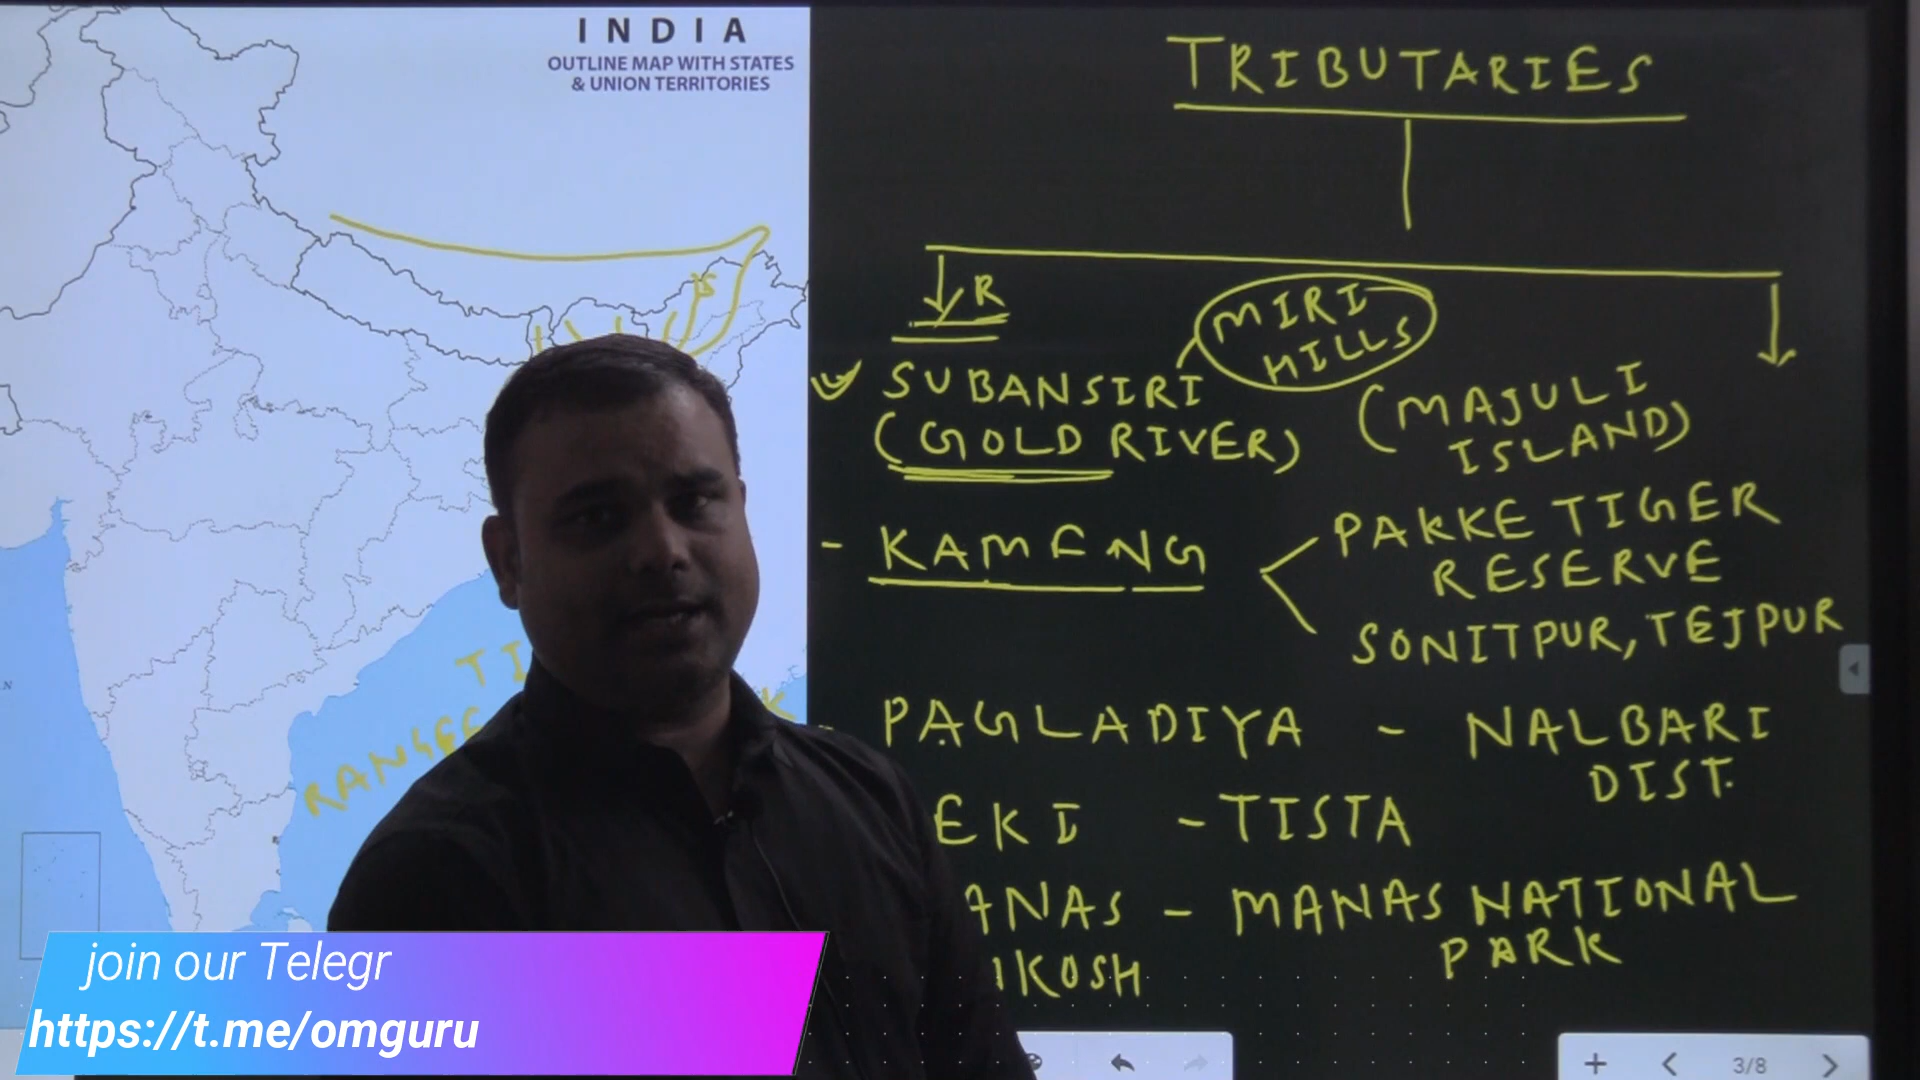 INDIA
OUTLINE MAP WITH STATES
& UNION TERRITORIES
TRIBUTARIES
R
MIRI
HILLS
SUBANSIRI
(GOLD RIVER)
(MAJULI
ISLAND)
- KAMENG
PAKKE TIGER
RESERVE
SONITPUR, TEJPUR
- PAGLADIYA - NALBARI
DIST.
EKI - TISTA
ANAS - MANAS NATIONAL
PARK
KOSH
N
join our Telegr
https://t.me/omguru
3/8